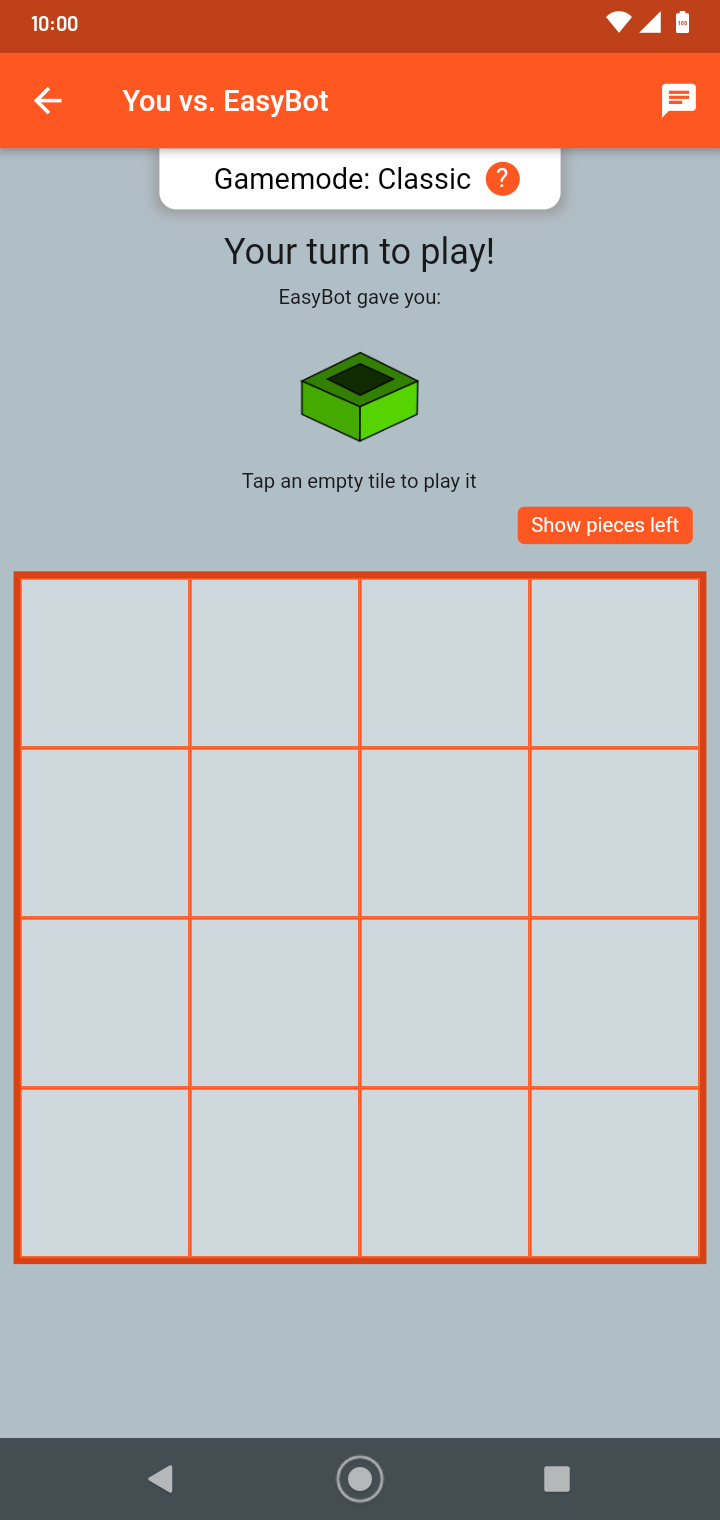 10:00
You vs. EasyBot
Gamemode: Classic ?
Your turn to play!
EasyBot gave you:
Tap an empty tile to play it
Show pieces left